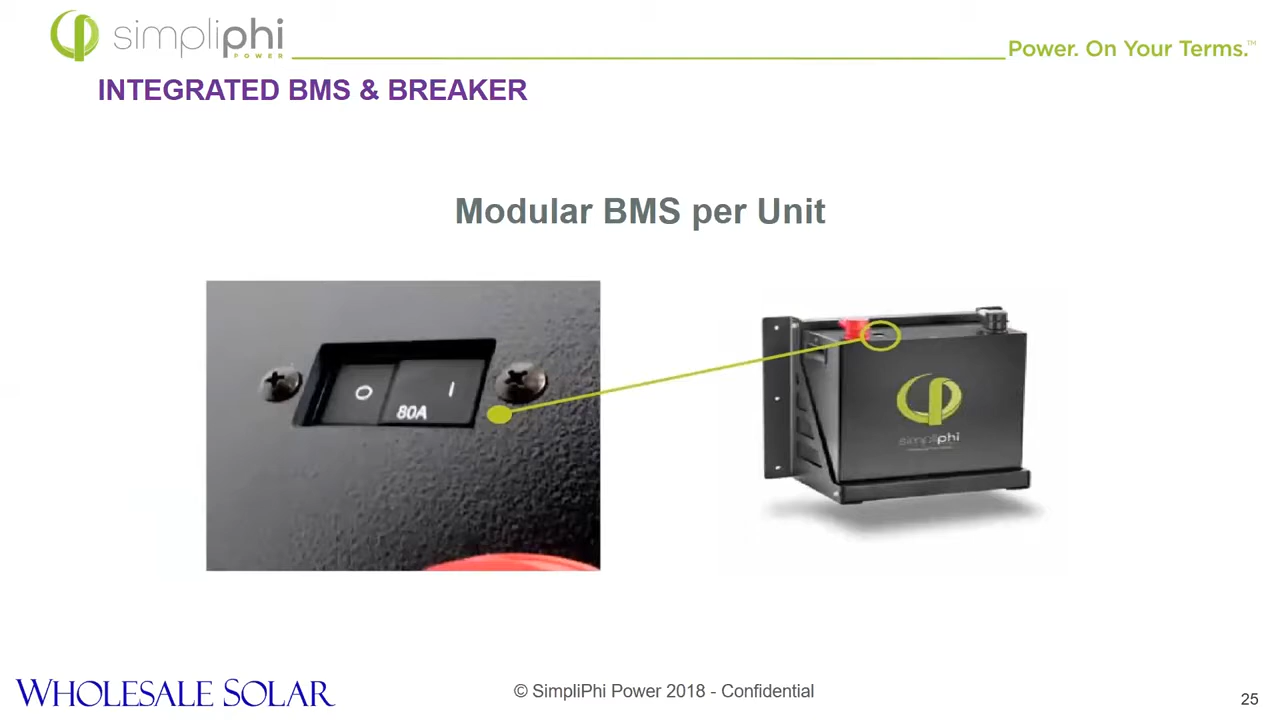 simpliphi
POWER
Power. On Your Terms.™
INTEGRATED BMS & BREAKER
Modular BMS per Unit
O I
80A
simpliphi
WHOLESALE SOLAR
© SimpliPhi Power 2018 - Confidential
25